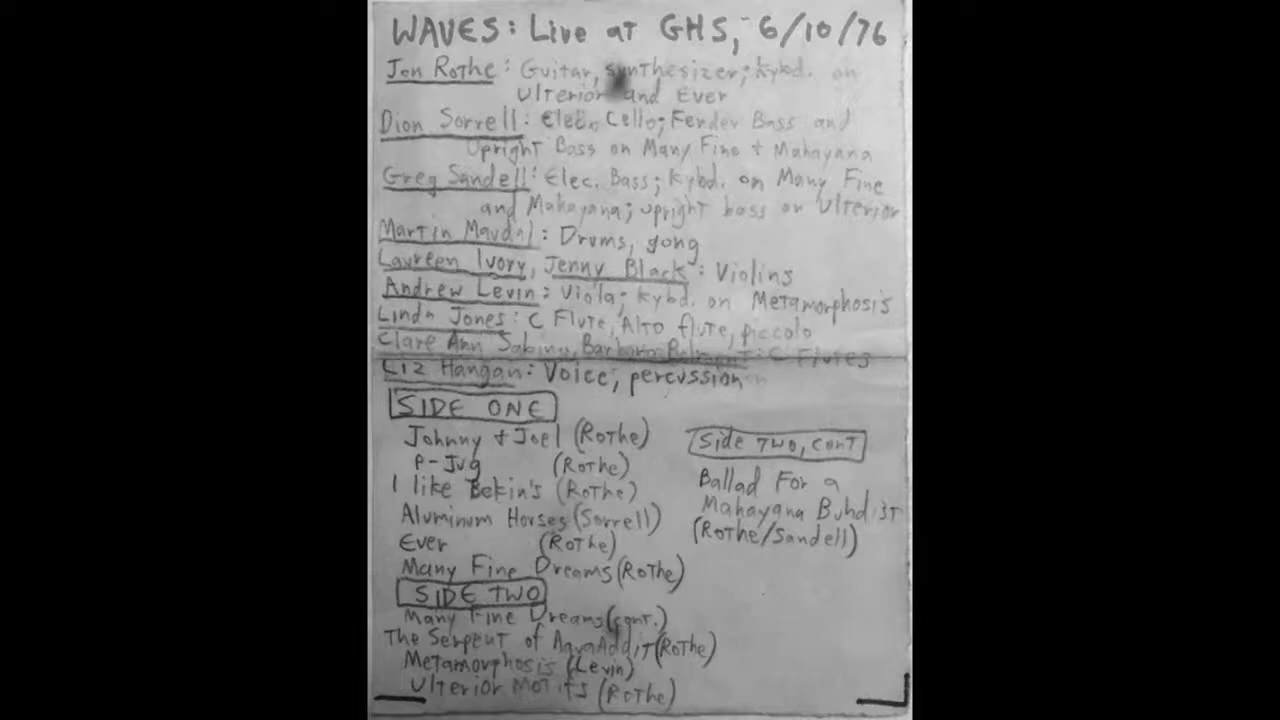 WAVES: Live at GHS, 6/10/76
Jon Rothe: Guitar, synthesizer; Kybd. on
Ulterior and Ever
Dion Sorrell: Elec. Cello; Fender Bass and
Upright Bass on Many Fine + Mahayana
Greg Sandell: Elec. Bass; Kybd. on Many Fine
and Mahayana; upright bass on Ulterior
Martin Maudal: Drums, gong
Laureen Ivory, Jenny Black: Violins
Andrew Levin: Viola; Kybd. on Metamorphosis
Linda Jones: C Flute, Alto flute, piccolo
Clare Ann Sabino, Barbara : C Flutes
Liz Hangan: Voice, percussion
SIDE ONE
Johnny + Joel (Rothe)
P-Jug (Rothe)
I like Bekin's (Rothe)
Aluminum Horses (Sorrell)
Ever (Rothe)
Many Fine Dreams (Rothe)
SIDE TWO
Many Fine Dreams (cont.)
The Serpent of (Rothe)
Metamorphosis (Levin)
Ulterior Motifs (Rothe)
Side TWO, cont
Ballad For a
Mahayana Buhdist
(Rothe/Sandell)